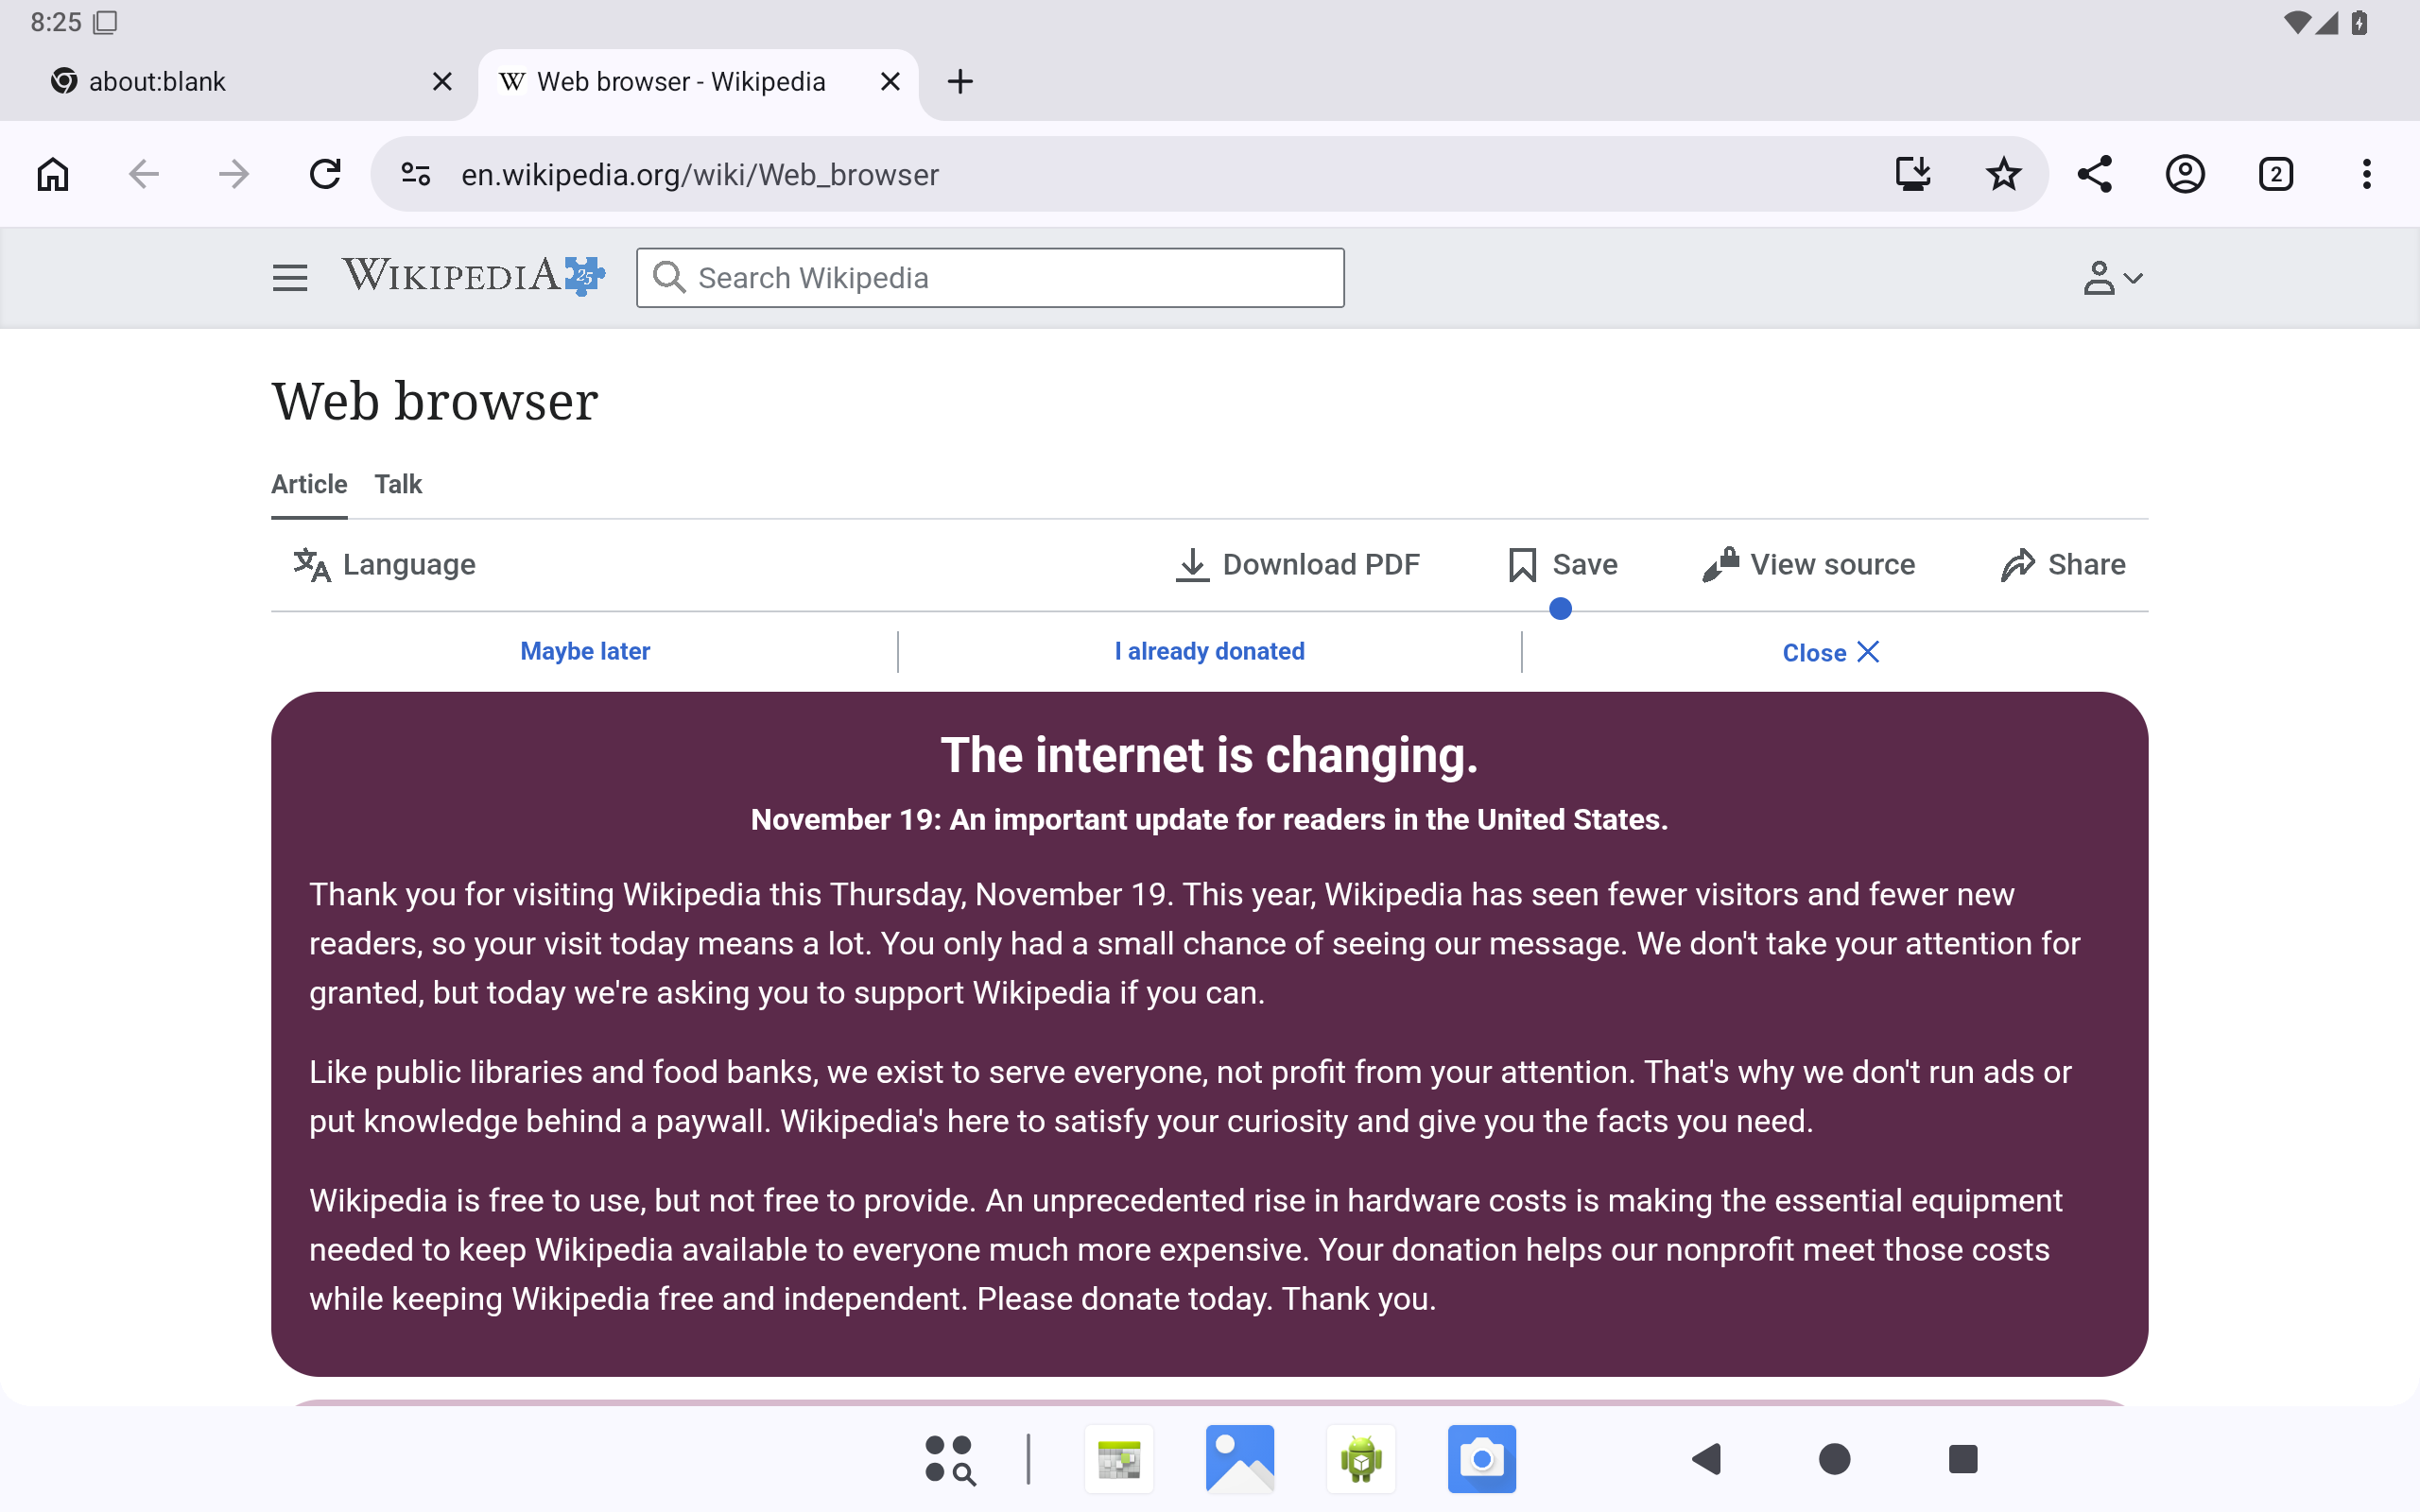 8:25
about:blank
Web browser - Wikipedia
en.wikipedia.org/wiki/Web_browser
2
WIKIPEDIA 25
Search Wikipedia
Web browser
Article Talk
Language Download PDF Save View source Share
Maybe later I already donated Close
The internet is changing.
November 19: An important update for readers in the United States.
Thank you for visiting Wikipedia this Thursday, November 19. This year, Wikipedia has seen fewer visitors and fewer new
readers, so your visit today means a lot. You only had a small chance of seeing our message. We don't take your attention for
granted, but today we're asking you to support Wikipedia if you can.
Like public libraries and food banks, we exist to serve everyone, not profit from your attention. That's why we don't run ads or
put knowledge behind a paywall. Wikipedia's here to satisfy your curiosity and give you the facts you need.
Wikipedia is free to use, but not free to provide. An unprecedented rise in hardware costs is making the essential equipment
needed to keep Wikipedia available to everyone much more expensive. Your donation helps our nonprofit meet those costs
while keeping Wikipedia free and independent. Please donate today. Thank you.